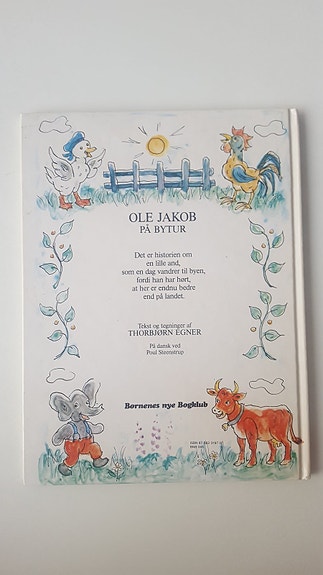 OLE JAKOB
PÅ BYTUR
Det er historien om
en lille and,
som en dag vandrer til byen,
fordi han har hørt,
at her er endnu bedre
end på landet.
Tekst og tegninger af
THORBJØRN EGNER
På dansk ved
Poul Steenstrup
Børnenes nye Bogklub